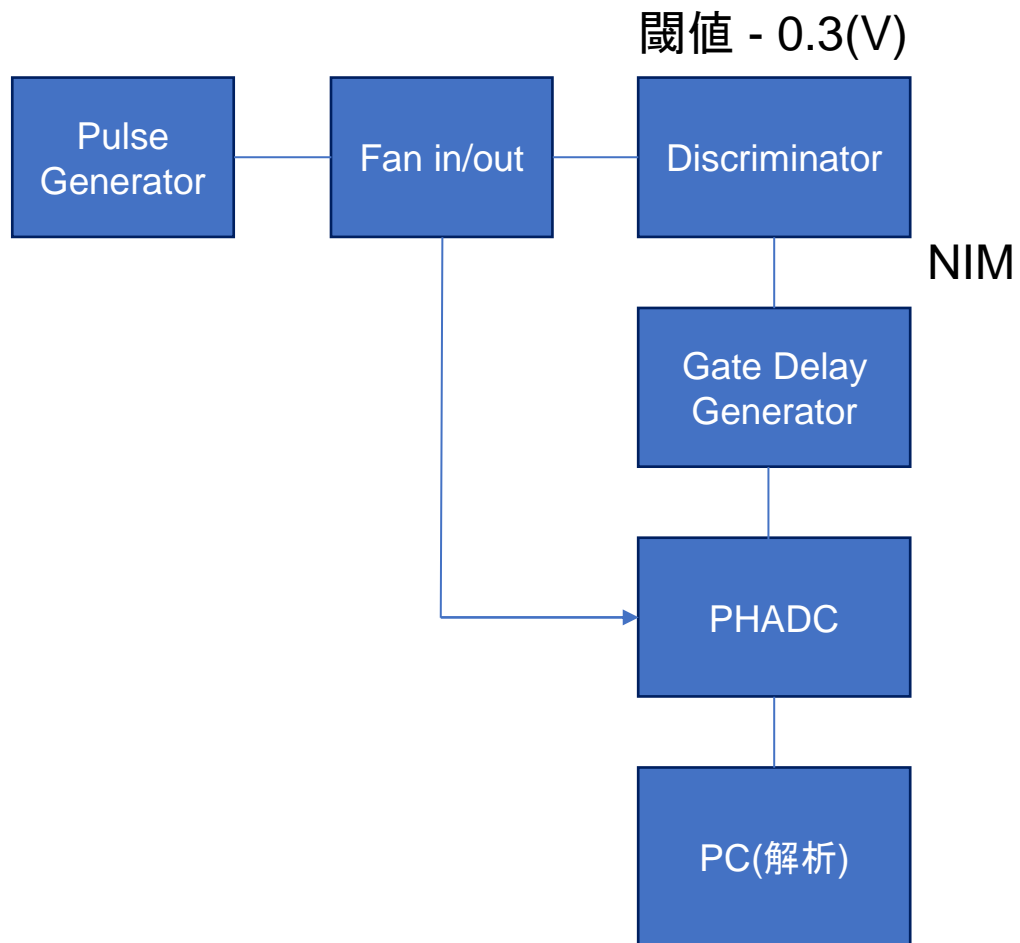 閾値 - 0.3(V)
Pulse
Generator
Fan in/out
Discriminator
NIM
Gate Delay
Generator
PHADC
PC(解析)